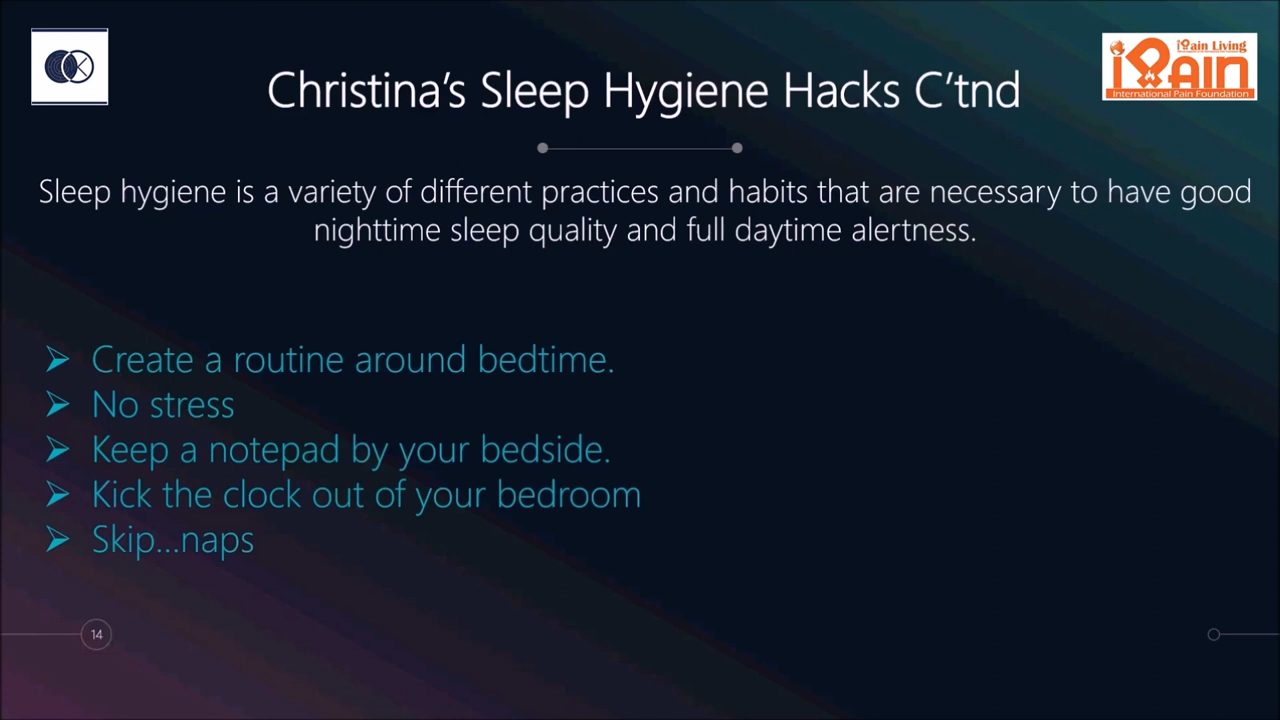 iPain Living
iPain
International Pain Foundation
Christina's Sleep Hygiene Hacks C'tnd
Sleep hygiene is a variety of different practices and habits that are necessary to have good
nighttime sleep quality and full daytime alertness.
Create a routine around bedtime.
No stress
Keep a notepad by your bedside.
Kick the clock out of your bedroom
Skip...naps
14